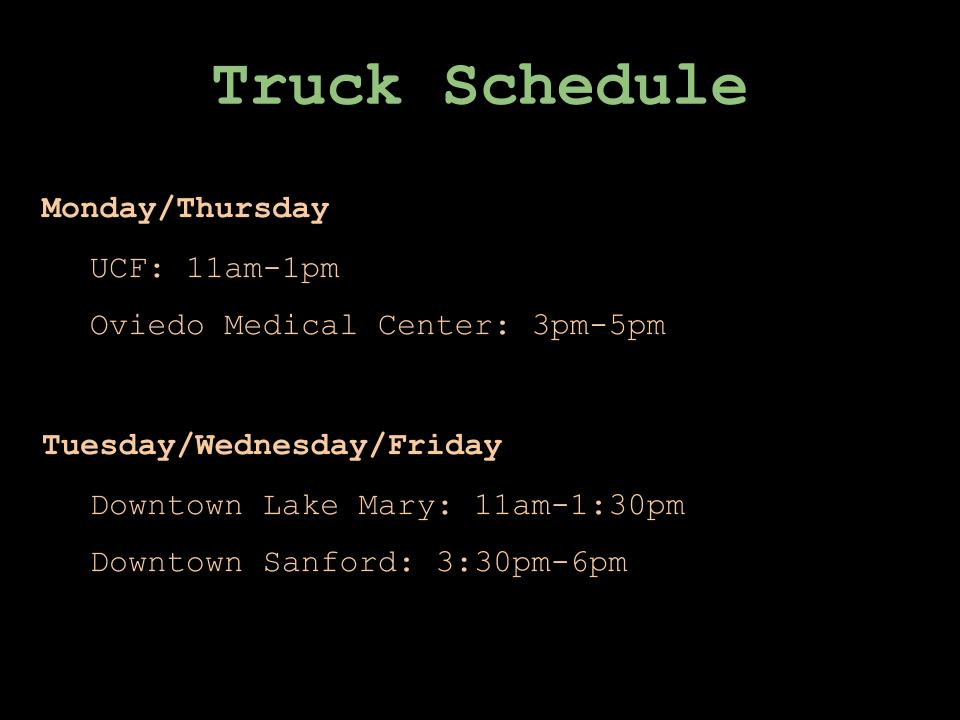 Truck Schedule
Monday/Thursday
UCF: 11am-1pm
Oviedo Medical Center: 3pm-5pm
Tuesday/Wednesday/Friday
Downtown Lake Mary: 11am-1:30pm
Downtown Sanford: 3:30pm-6pm